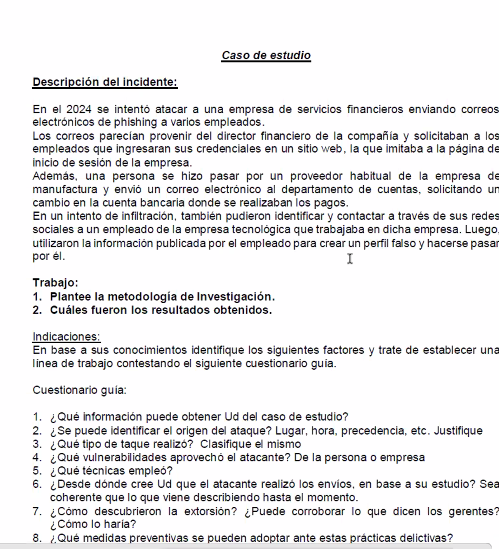 Caso de estudio
Descripción del incidente:
En el 2024 se intentó atacar a una empresa de servicios financieros enviando correos
electrónicos de phishing a varios empleados.
Los correos parecían provenir del director financiero de la compañía y solicitaban a los
empleados que ingresaran sus credenciales en un sitio web, la que imitaba a la página de
inicio de sesión de la empresa.
Además, una persona se hizo pasar por un proveedor habitual de la empresa de
manufactura y envió un correo electrónico al departamento de cuentas, solicitando un
cambio en la cuenta bancaria donde se realizaban los pagos.
En un intento de infiltración, también pudieron identificar y contactar a través de sus redes
sociales a un empleado de la empresa tecnológica que trabajaba en dicha empresa. Luego,
utilizaron la información publicada por el empleado para crear un perfil falso y hacerse pasar
por él.
Trabajo:
1. Plantee la metodología de Investigación.
2. Cuáles fueron los resultados obtenidos.
Indicaciones:
En base a sus conocimientos identifique los siguientes factores y trate de establecer una
línea de trabajo contestando el siguiente cuestionario guía.
Cuestionario guía:
1. ¿Qué información puede obtener Ud del caso de estudio?
2. ¿Se puede identificar el origen del ataque? Lugar, hora, precedencia, etc. Justifique
3. ¿Qué tipo de taque realizó? Clasifique el mismo
4. ¿Qué vulnerabilidades aprovechó el atacante? De la persona o empresa
5. ¿Qué técnicas empleó?
6. ¿Desde dónde cree Ud que el atacante realizó los envíos, en base a su estudio? Sea
coherente que lo que viene describiendo hasta el momento.
7. ¿Cómo descubrieron la extorsión? ¿Puede corroborar lo que dicen los gerentes?
¿Cómo lo haría?
8. ¿Qué medidas preventivas se pueden adoptar ante estas prácticas delictivas?